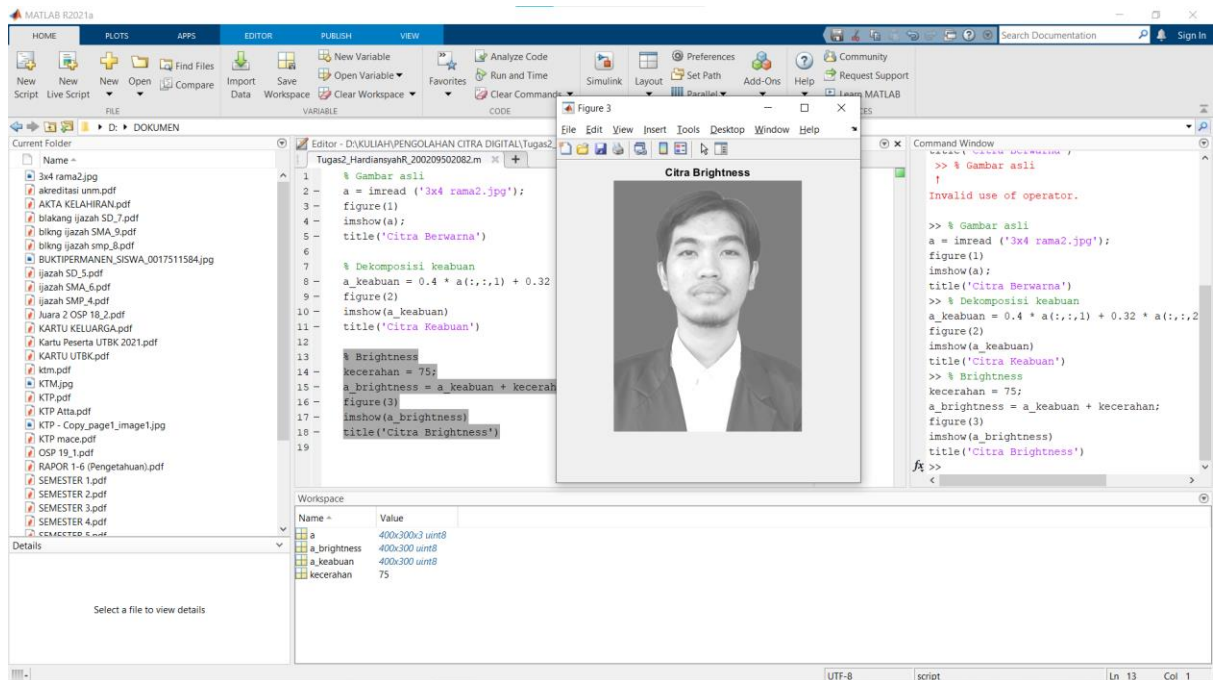 MATLAB R2021a
HOME PLOTS APPS EDITOR PUBLISH VIEW
Search Documentation
Sign In
New Script
New Live Script
New
Open
Find Files
Compare
FILE
Import Data
Save Workspace
New Variable
Open Variable
Clear Workspace
VARIABLE
Favorites
Analyze Code
Run and Time
Clear Commands
CODE
Simulink
Layout
Preferences
Set Path
Parallel
Add-Ons
Help
Community
Request Support
Learn MATLAB
D: DOKUMEN
Current Folder
Name
3x4 rama2.jpg
akreditasi unm.pdf
AKTA KELAHIRAN.pdf
blakang ijazah SD_7.pdf
blkng ijazah SMA_9.pdf
blkng ijazah smp_8.pdf
BUKTIPERMANEN_SISWA_0017511584.jpg
ijazah SD_5.pdf
ijazah SMA_6.pdf
ijazah SMP_4.pdf
Juara 2 OSP 18_2.pdf
KARTU KELUARGA.pdf
Kartu Peserta UTBK 2021.pdf
KARTU UTBK.pdf
ktm.pdf
KTM.jpg
KTP.pdf
KTP Atta.pdf
KTP - Copy_page1_image1.jpg
KTP mace.pdf
OSP 19_1.pdf
RAPOR 1-6 (Pengetahuan).pdf
SEMESTER 1.pdf
SEMESTER 2.pdf
SEMESTER 3.pdf
SEMESTER 4.pdf
SEMESTER 5.pdf
Details
Select a file to view details
Editor - D:\KULIAH\PENGOLAHAN CITRA DIGITAL\Tugas2_
Tugas2_HardiansyahR_200209502082.m
1 % Gambar asli
2 - a = imread ('3x4 rama2.jpg');
3 - figure(1)
4 - imshow(a);
5 - title('Citra Berwarna')
6
7 % Dekomposisi keabuan
8 - a_keabuan = 0.4 * a(:,:,1) + 0.32
9 - figure(2)
10 - imshow(a_keabuan)
11 - title('Citra Keabuan')
12
13 % Brightness
14 - kecerahan = 75;
15 - a_brightness = a_keabuan + kecerah
16 - figure(3)
17 - imshow(a_brightness)
18 - title('Citra Brightness')
19
Figure 3
File Edit View Insert Tools Desktop Window Help
Citra Brightness
Command Window
>> % Gambar asli
↑
Invalid use of operator.
>> % Gambar asli
a = imread ('3x4 rama2.jpg');
figure(1)
imshow(a);
title('Citra Berwarna')
>> % Dekomposisi keabuan
a_keabuan = 0.4 * a(:,:,1) + 0.32 * a(:,:,2
figure(2)
imshow(a_keabuan)
title('Citra Keabuan')
>> % Brightness
kecerahan = 75;
a_brightness = a_keabuan + kecerahan;
figure(3)
imshow(a_brightness)
title('Citra Brightness')
fx >>
Workspace
Name Value
a 400x300x3 uint8
a_brightness 400x300 uint8
a_keabuan 400x300 uint8
kecerahan 75
UTF-8 script Ln 13 Col 1